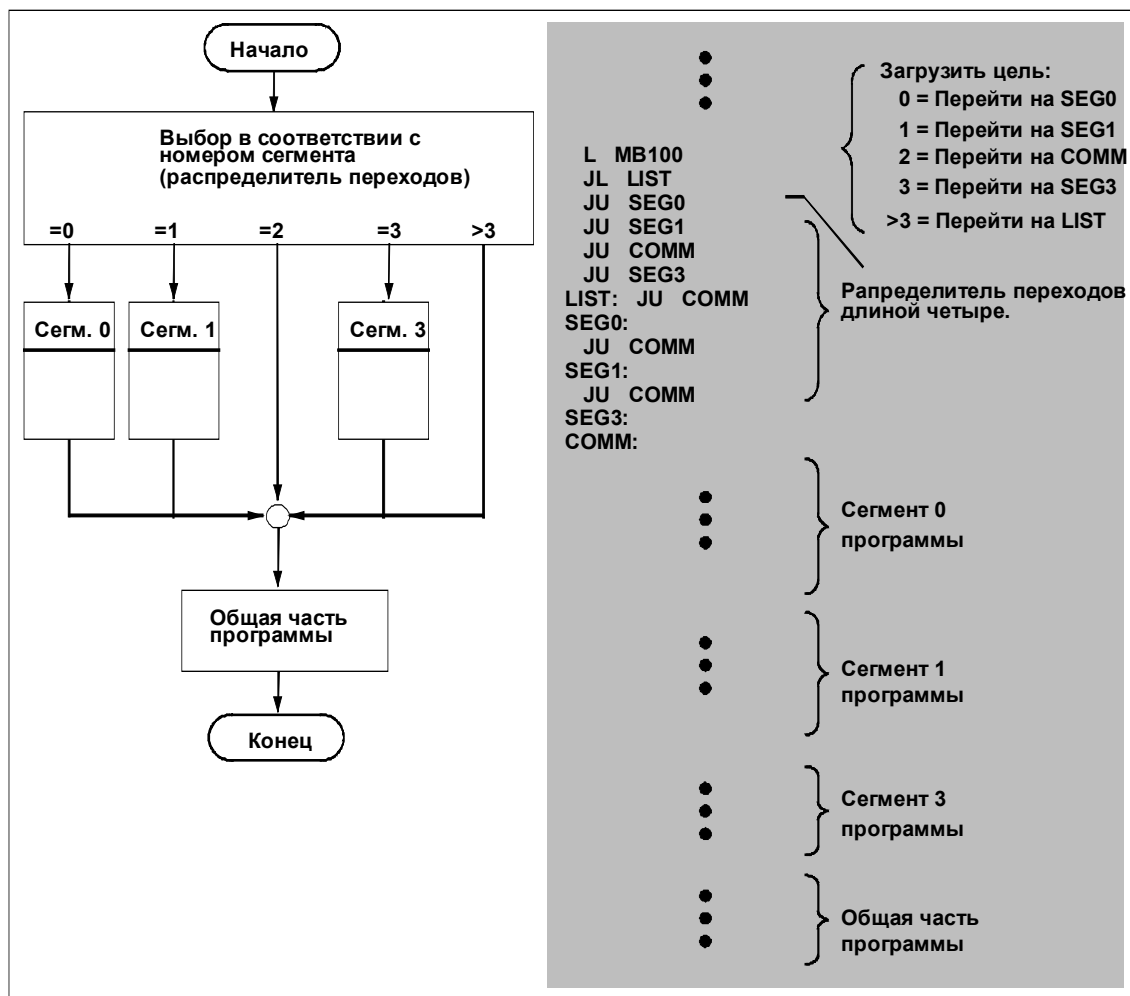 Начало
Выбор в соответствии с
номером сегмента
(распределитель переходов)
=0 =1 =2 =3 >3
Сегм. 0
Сегм. 1
Сегм. 3
Общая часть
программы
Конец
L MB100
JL LIST
JU SEG0
JU SEG1
JU COMM
JU SEG3
LIST: JU COMM
SEG0:
JU COMM
SEG1:
JU COMM
SEG3:
COMM:
Загрузить цель:
0 = Перейти на SEG0
1 = Перейти на SEG1
2 = Перейти на COMM
3 = Перейти на SEG3
>3 = Перейти на LIST
Рапределитель переходов
длиной четыре.
Сегмент 0
программы
Сегмент 1
программы
Сегмент 3
программы
Общая часть
программы